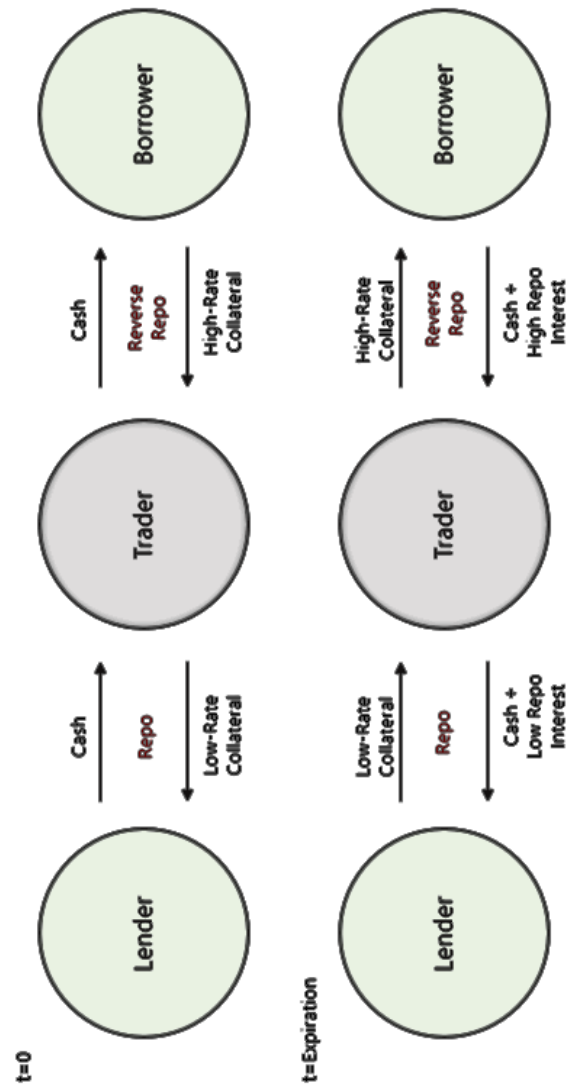 t=0
Cash
Cash
Lender
Repo
Trader
Reverse
Repo
Borrower
Low-Rate
Collateral
High-Rate
Collateral
t=Expiration
Low-Rate
Collateral
High-Rate
Collateral
Lender
Repo
Trader
Reverse
Repo
Borrower
Cash +
Low Repo
Interest
Cash +
High Repo
Interest